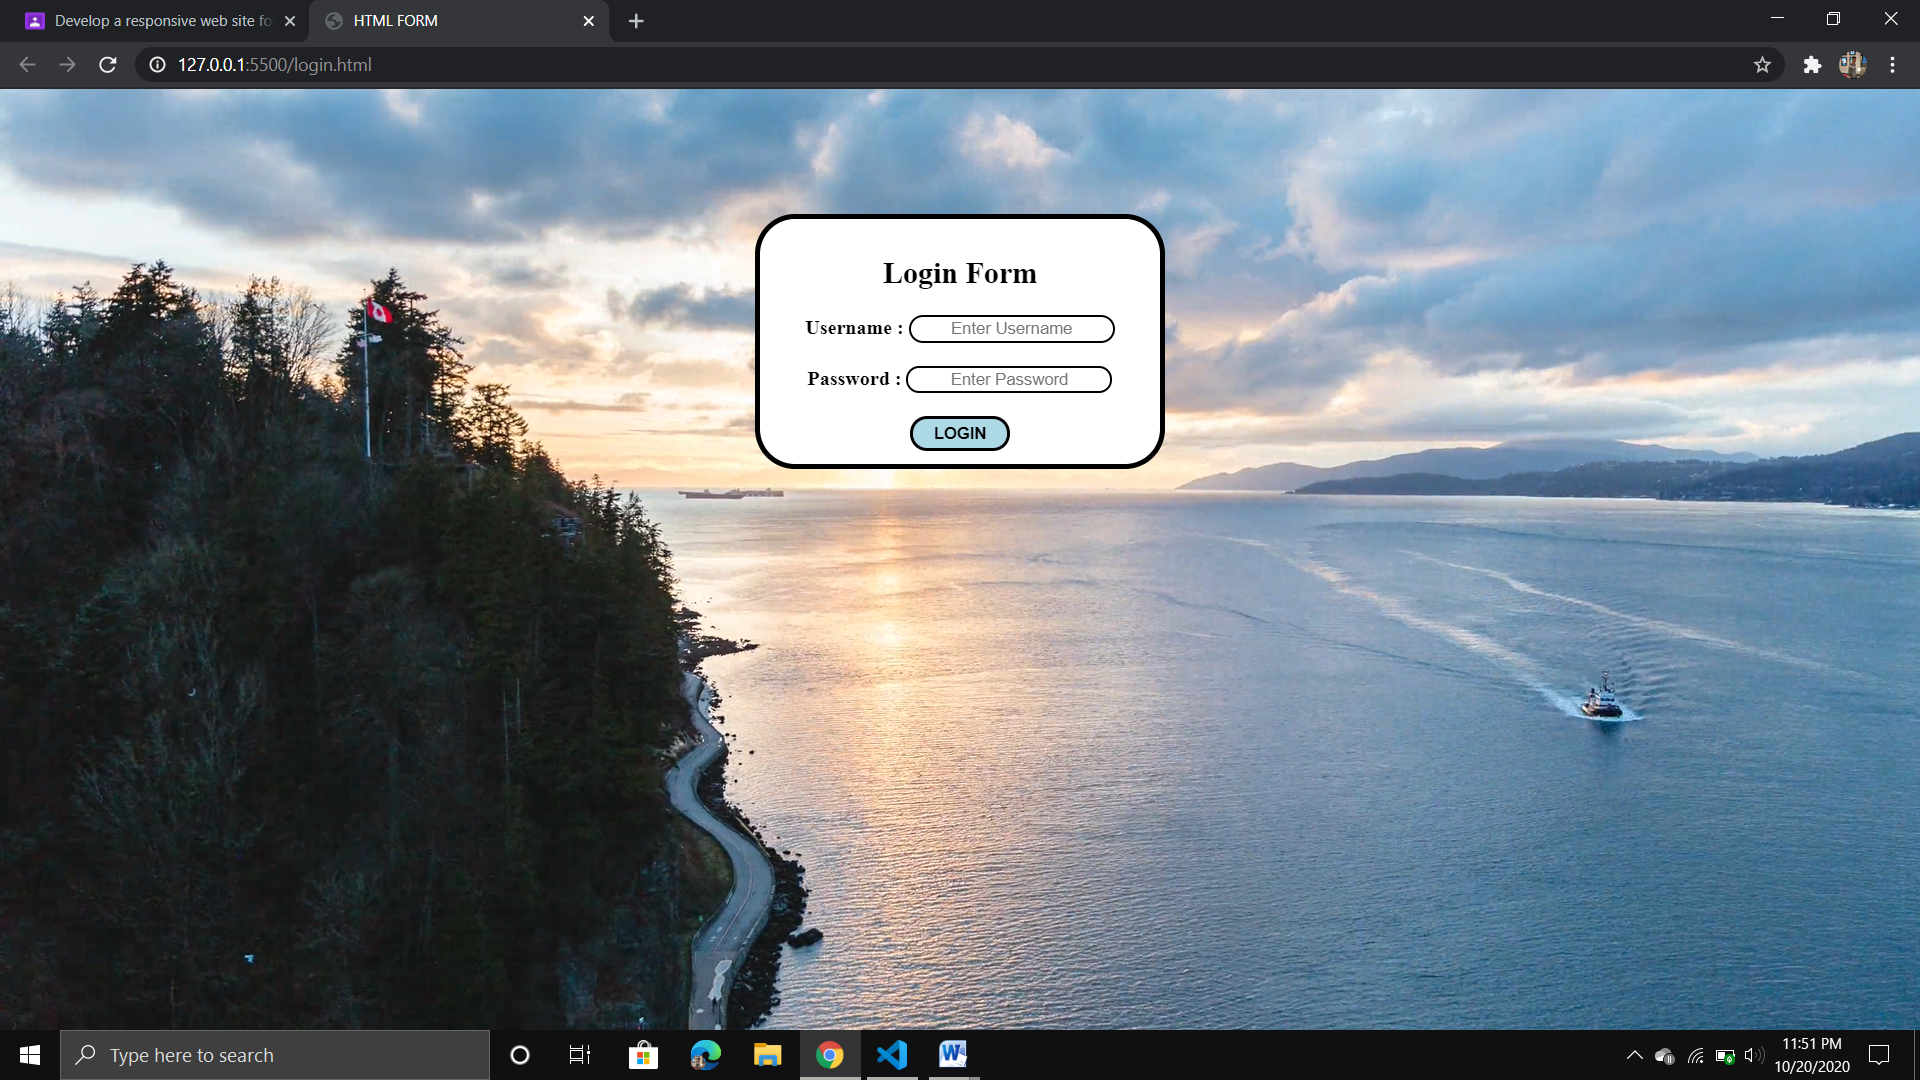 Develop a responsive web site fo
HTML FORM
127.0.0.1:5500/login.html
Login Form
Username :
Enter Username
Password :
Enter Password
LOGIN
Type here to search
11:51 PM
10/20/2020